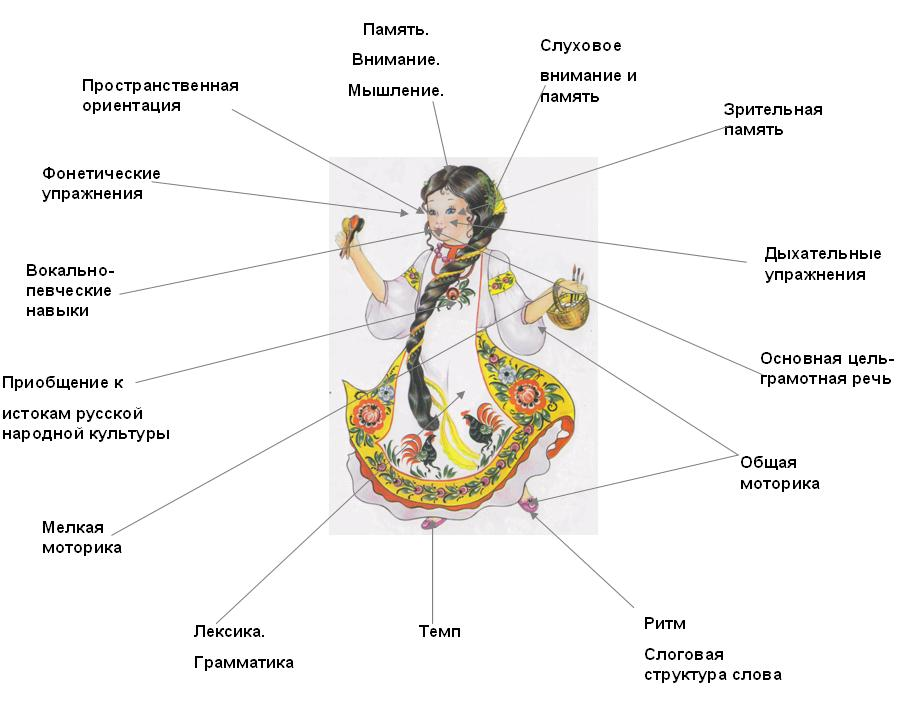 Память.
Внимание.
Мышление.
Слуховое
внимание и
память
Пространственная
ориентация
Зрительная
память
Фонетические
упражнения
Дыхательные
упражнения
Вокально-
певческие
навыки
Основная цель-
грамотная речь
Приобщение к
истокам русской
народной культуры
Общая
моторика
Мелкая
моторика
Лексика.
Грамматика
Темп
Ритм
Слоговая
структура слова